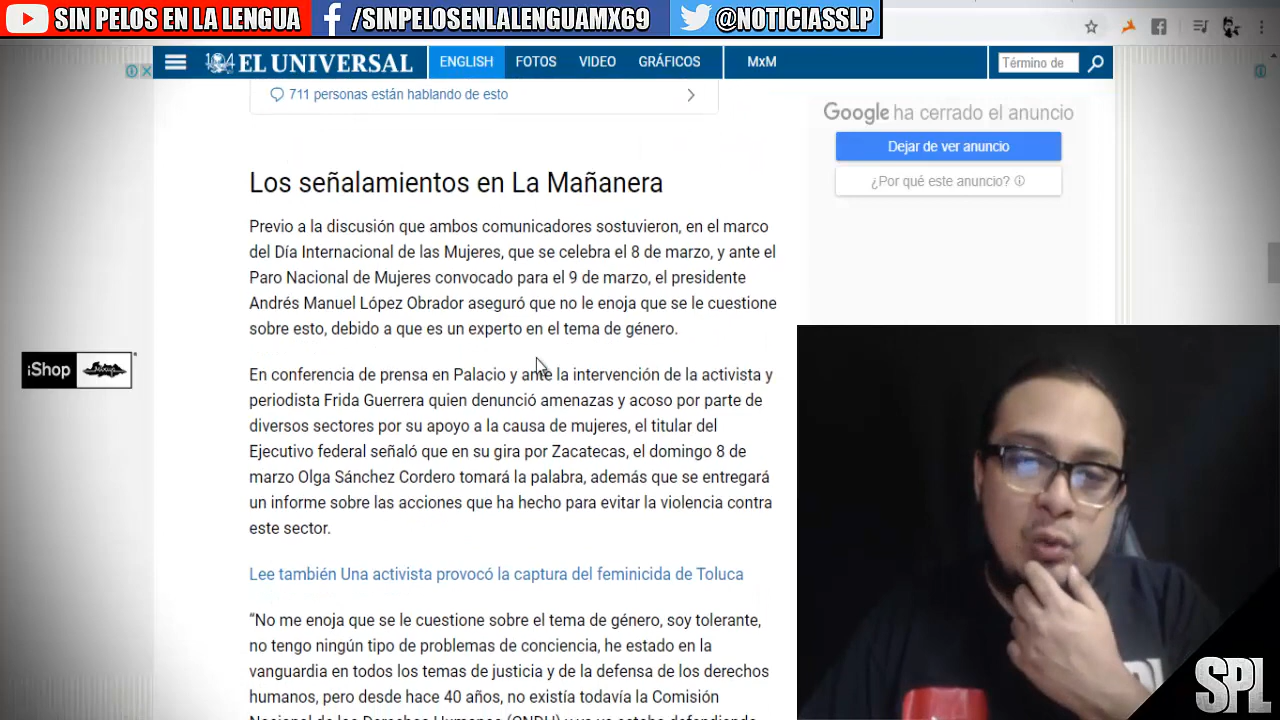 SIN PELOS EN LA LENGUA
/SINPELOSENLALENGUAMX69
@NOTICIASSLP
104 EL UNIVERSAL
ENGLISH
FOTOS
VIDEO
GRÁFICOS
MxM
Término de
711 personas están hablando de esto
Google ha cerrado el anuncio
Dejar de ver anuncio
¿Por qué este anuncio?
Los señalamientos en La Mañanera
Previo a la discusión que ambos comunicadores sostuvieron, en el marco
del Día Internacional de las Mujeres, que se celebra el 8 de marzo, y ante el
Paro Nacional de Mujeres convocado para el 9 de marzo, el presidente
Andrés Manuel López Obrador aseguró que no le enoja que se le cuestione
sobre esto, debido a que es un experto en el tema de género.
iShop
En conferencia de prensa en Palacio y ante la intervención de la activista y
periodista Frida Guerrera quien denunció amenazas y acoso por parte de
diversos sectores por su apoyo a la causa de mujeres, el titular del
Ejecutivo federal señaló que en su gira por Zacatecas, el domingo 8 de
marzo Olga Sánchez Cordero tomará la palabra, además que se entregará
un informe sobre las acciones que ha hecho para evitar la violencia contra
este sector.
Lee también Una activista provocó la captura del feminicida de Toluca
“No me enoja que se le cuestione sobre el tema de género, soy tolerante,
no tengo ningún tipo de problemas de conciencia, he estado en la
vanguardia en todos los temas de justicia y de la defensa de los derechos
humanos, pero desde hace 40 años, no existía todavía la Comisión
Nacional de los Derechos Humanos (CNDH) y yo ya estaba defendiendo
SPL